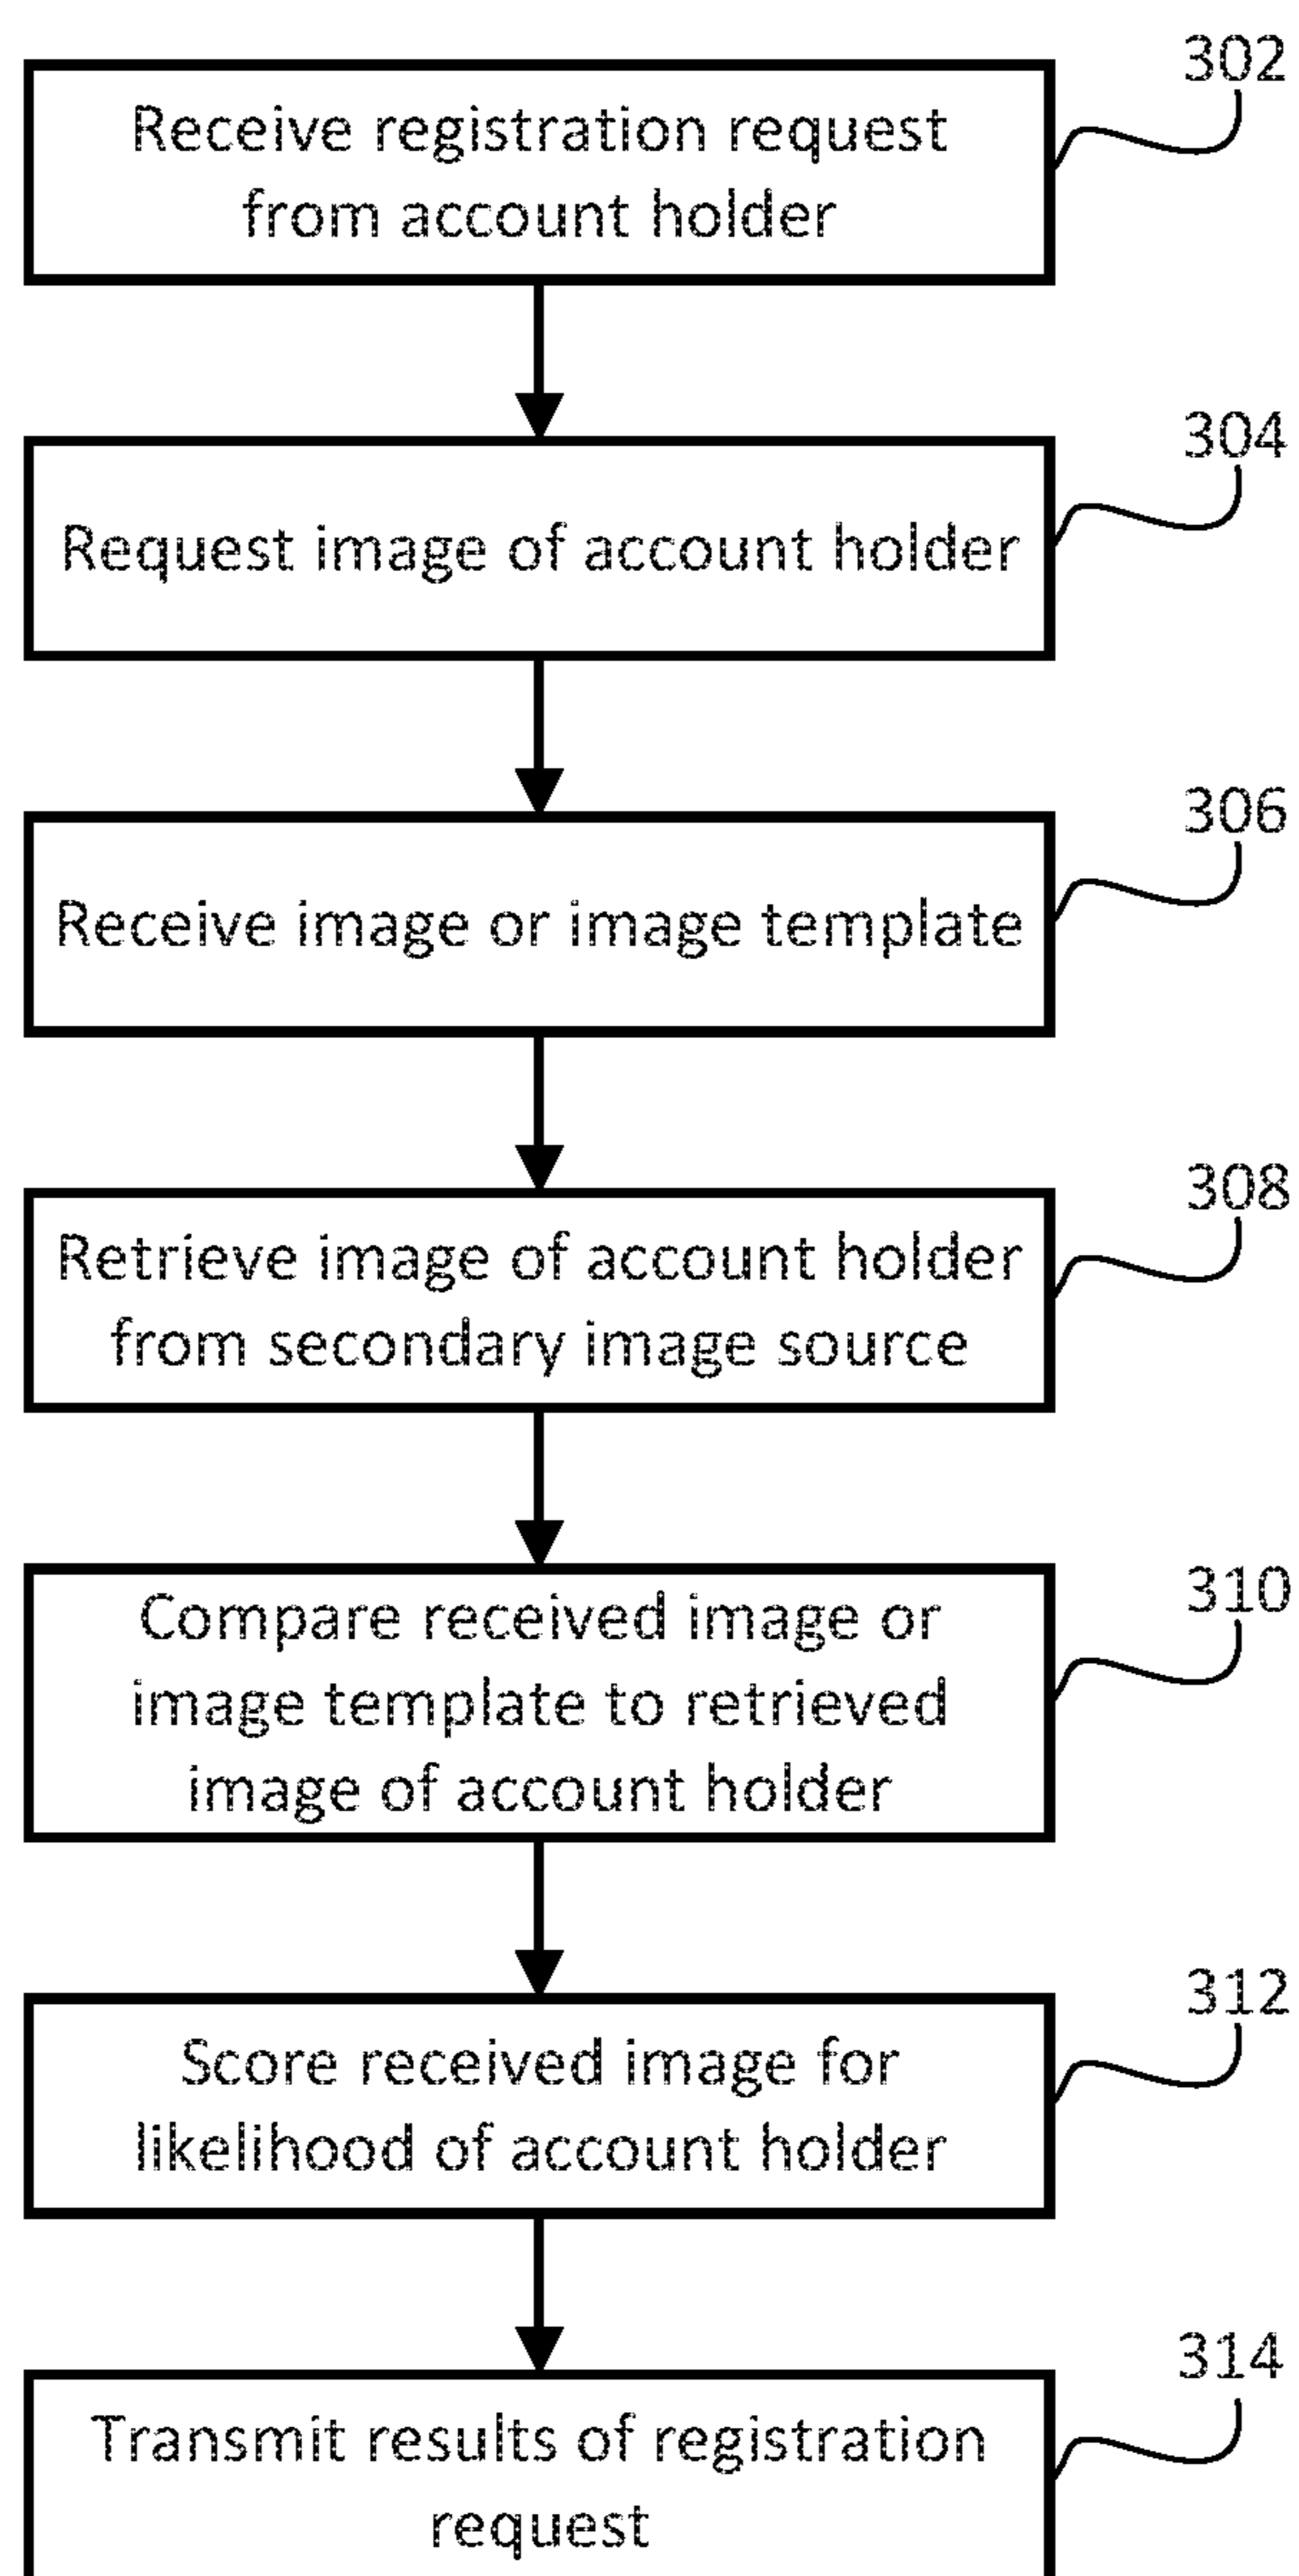 302
Receive registration request
from account holder
304
Request image of account holder
306
Receive image or image template
308
Retrieve image of account holder
from secondary image source
310
Compare received image or
image template to retrieved
image of account holder
312
Score received image for
likelihood of account holder
314
Transmit results of registration
request